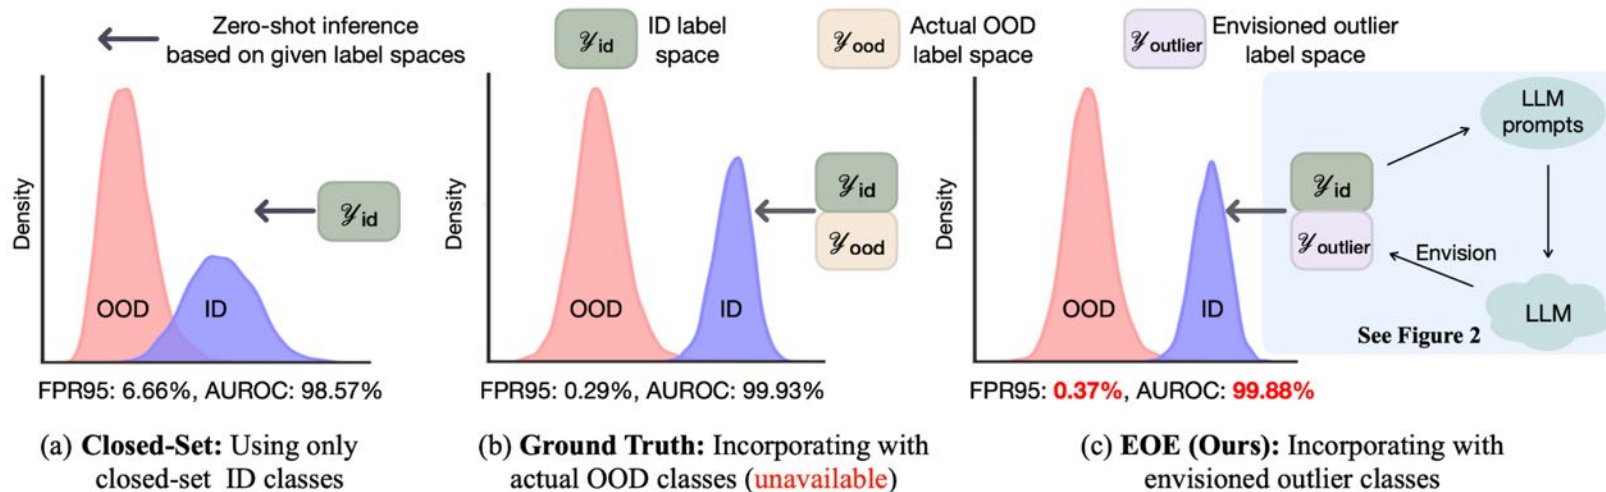 Zero-shot inference
based on given label spaces
𝒴id
ID label
space
𝒴ood
Actual OOD
label space
𝒴outlier
Envisioned outlier
label space
Density
OOD
ID
𝒴id
FPR95: 6.66%, AUROC: 98.57%
(a) Closed-Set: Using only
closed-set ID classes
Density
OOD
ID
𝒴id
𝒴ood
FPR95: 0.29%, AUROC: 99.93%
(b) Ground Truth: Incorporating with
actual OOD classes (unavailable)
Density
OOD
ID
𝒴id
𝒴outlier
LLM
prompts
Envision
LLM
See Figure 2
FPR95: 0.37%, AUROC: 99.88%
(c) EOE (Ours): Incorporating with
envisioned outlier classes